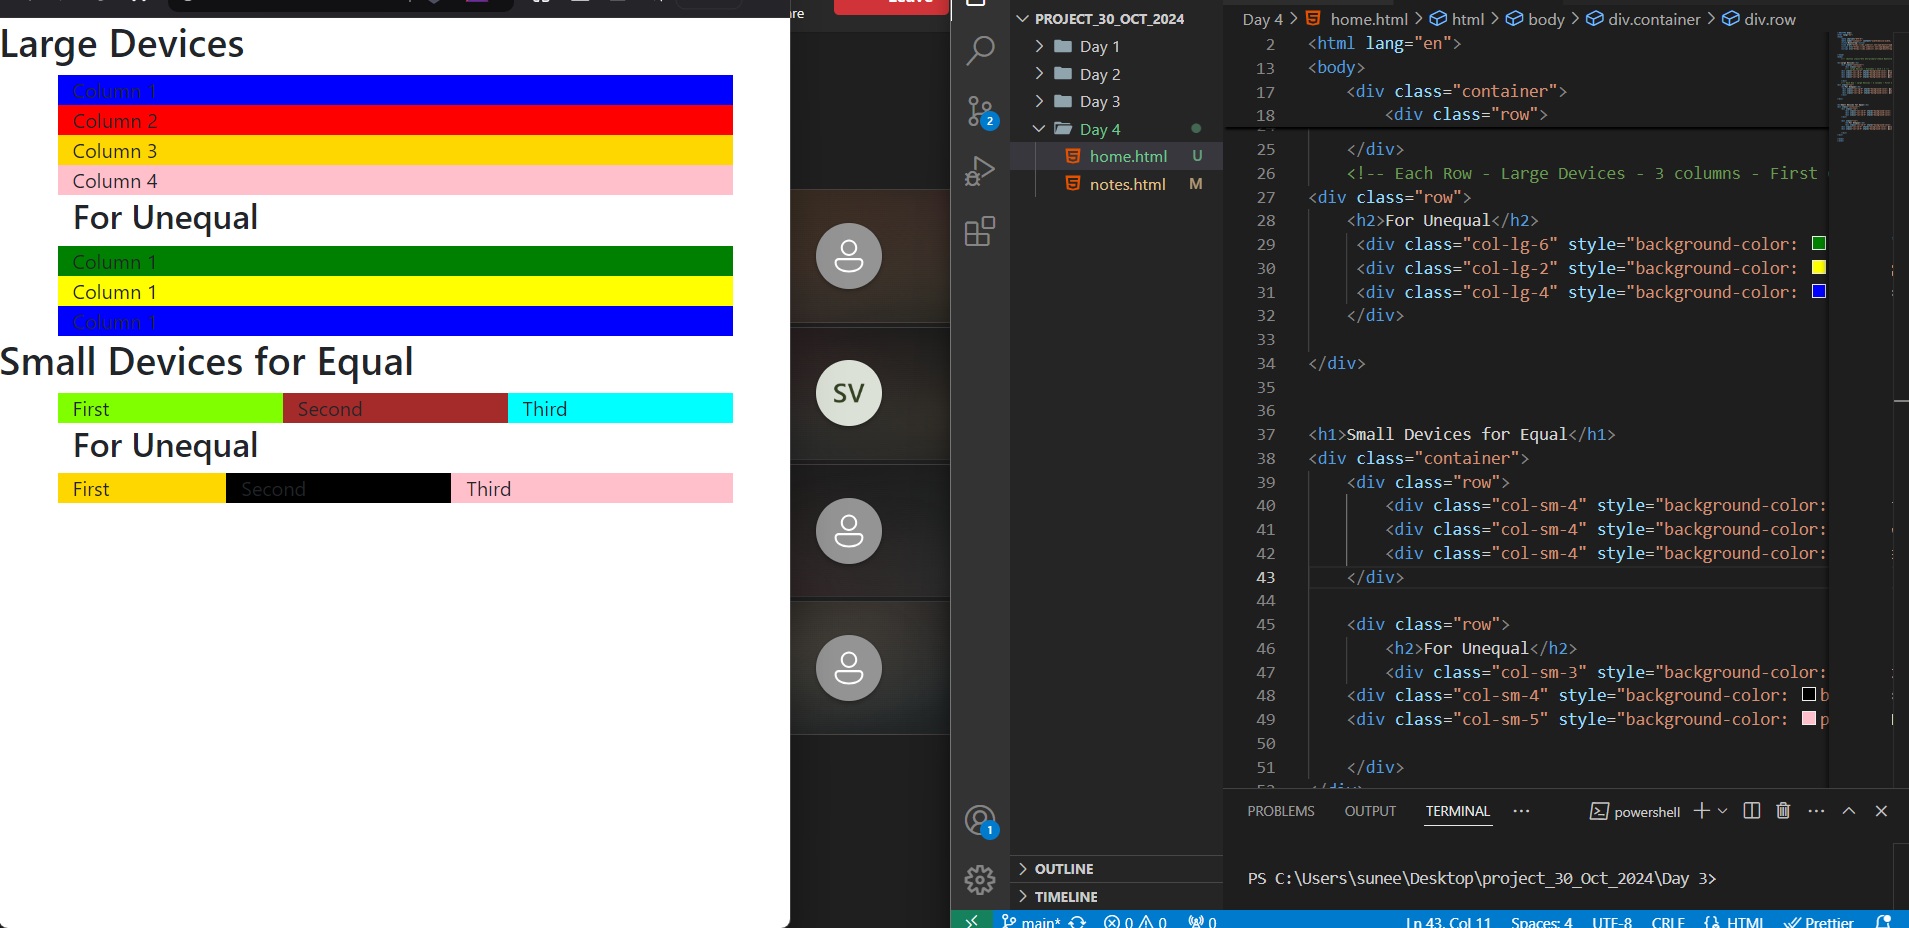 Large Devices
Column 1
Column 2
Column 3
Column 4
For Unequal
Column 1
Column 1
Column 1
Small Devices for Equal
First Second Third
For Unequal
First Second Third
SV
PROJECT_30_OCT_2024
Day 1
Day 2
Day 3
Day 4
home.html U
notes.html M
2
1
OUTLINE
TIMELINE
Day 4 > home.html > html > body > div.container > div.row
2 <html lang="en">
13 <body>
17 <div class="container">
18 <div class="row">
25 </div>
26 <!-- Each Row - Large Devices - 3 columns - First
27 <div class="row">
28 <h2>For Unequal</h2>
29 <div class="col-lg-6" style="background-color:
30 <div class="col-lg-2" style="background-color:
31 <div class="col-lg-4" style="background-color:
32 </div>
33
34 </div>
35
36
37 <h1>Small Devices for Equal</h1>
38 <div class="container">
39 <div class="row">
40 <div class="col-sm-4" style="background-color:
41 <div class="col-sm-4" style="background-color:
42 <div class="col-sm-4" style="background-color:
43 </div>
44
45 <div class="row">
46 <h2>For Unequal</h2>
47 <div class="col-sm-3" style="background-color:
48 <div class="col-sm-4" style="background-color: b
49 <div class="col-sm-5" style="background-color: p
50
51 </div>
PROBLEMS OUTPUT TERMINAL ··· powershell
PS C:\Users\sunee\Desktop\project_30_Oct_2024\Day 3>
main* 0 0 0 Ln 43, Col 11 Spaces: 4 UTF-8 CRLF HTML Prettier